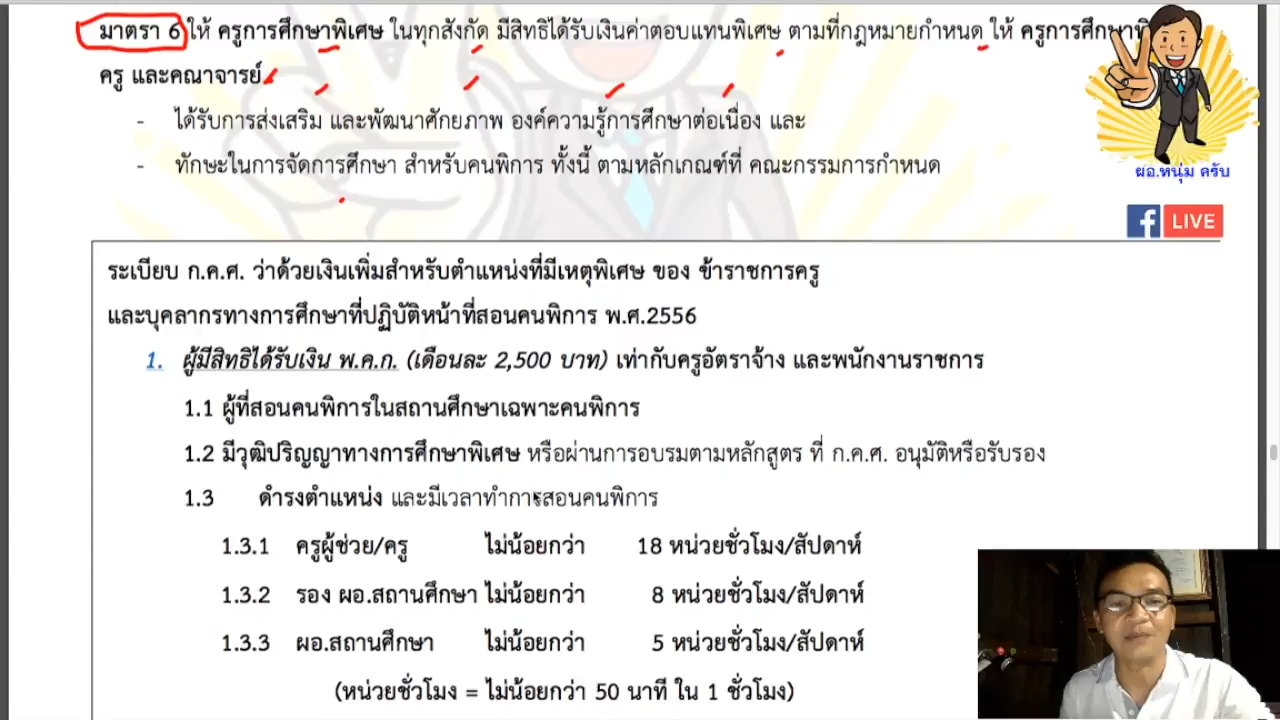 มาตรา 6 ให้ ครูการศึกษาพิเศษ ในทุกสังกัด มีสิทธิได้รับเงินค่าตอบแทนพิเศษ ตามที่กฎหมายกำหนด ให้ ครูการศึกษา
ครู และคณาจารย์
- ได้รับการส่งเสริม และพัฒนาศักยภาพ องค์ความรู้การศึกษาต่อเนื่อง และ
- ทักษะในการจัดการศึกษา สำหรับคนพิการ ทั้งนี้ ตามหลักเกณฑ์ที่ คณะกรรมการกำหนด
ผอ.หนุ่ม ครับ
f LIVE
ระเบียบ ก.ค.ศ. ว่าด้วยเงินเพิ่มสำหรับตำแหน่งที่มีเหตุพิเศษ ของ ข้าราชการครู
และบุคลากรทางการศึกษาที่ปฏิบัติหน้าที่สอนคนพิการ พ.ศ.2556
1. ผู้มีสิทธิได้รับเงิน พ.ค.ก. (เดือนละ 2,500 บาท) เท่ากับครูอัตราจ้าง และพนักงานราชการ
1.1 ผู้ที่สอนคนพิการในสถานศึกษาเฉพาะคนพิการ
1.2 มีวุฒิปริญญาทางการศึกษาพิเศษ หรือผ่านการอบรมตามหลักสูตร ที่ ก.ค.ศ. อนุมัติหรือรับรอง
1.3 ดำรงตำแหน่ง และมีเวลาทำการสอนคนพิการ
1.3.1 ครูผู้ช่วย/ครู ไม่น้อยกว่า 18 หน่วยชั่วโมง/สัปดาห์
1.3.2 รอง ผอ.สถานศึกษา ไม่น้อยกว่า 8 หน่วยชั่วโมง/สัปดาห์
1.3.3 ผอ.สถานศึกษา ไม่น้อยกว่า 5 หน่วยชั่วโมง/สัปดาห์
(หน่วยชั่วโมง = ไม่น้อยกว่า 50 นาที ใน 1 ชั่วโมง)